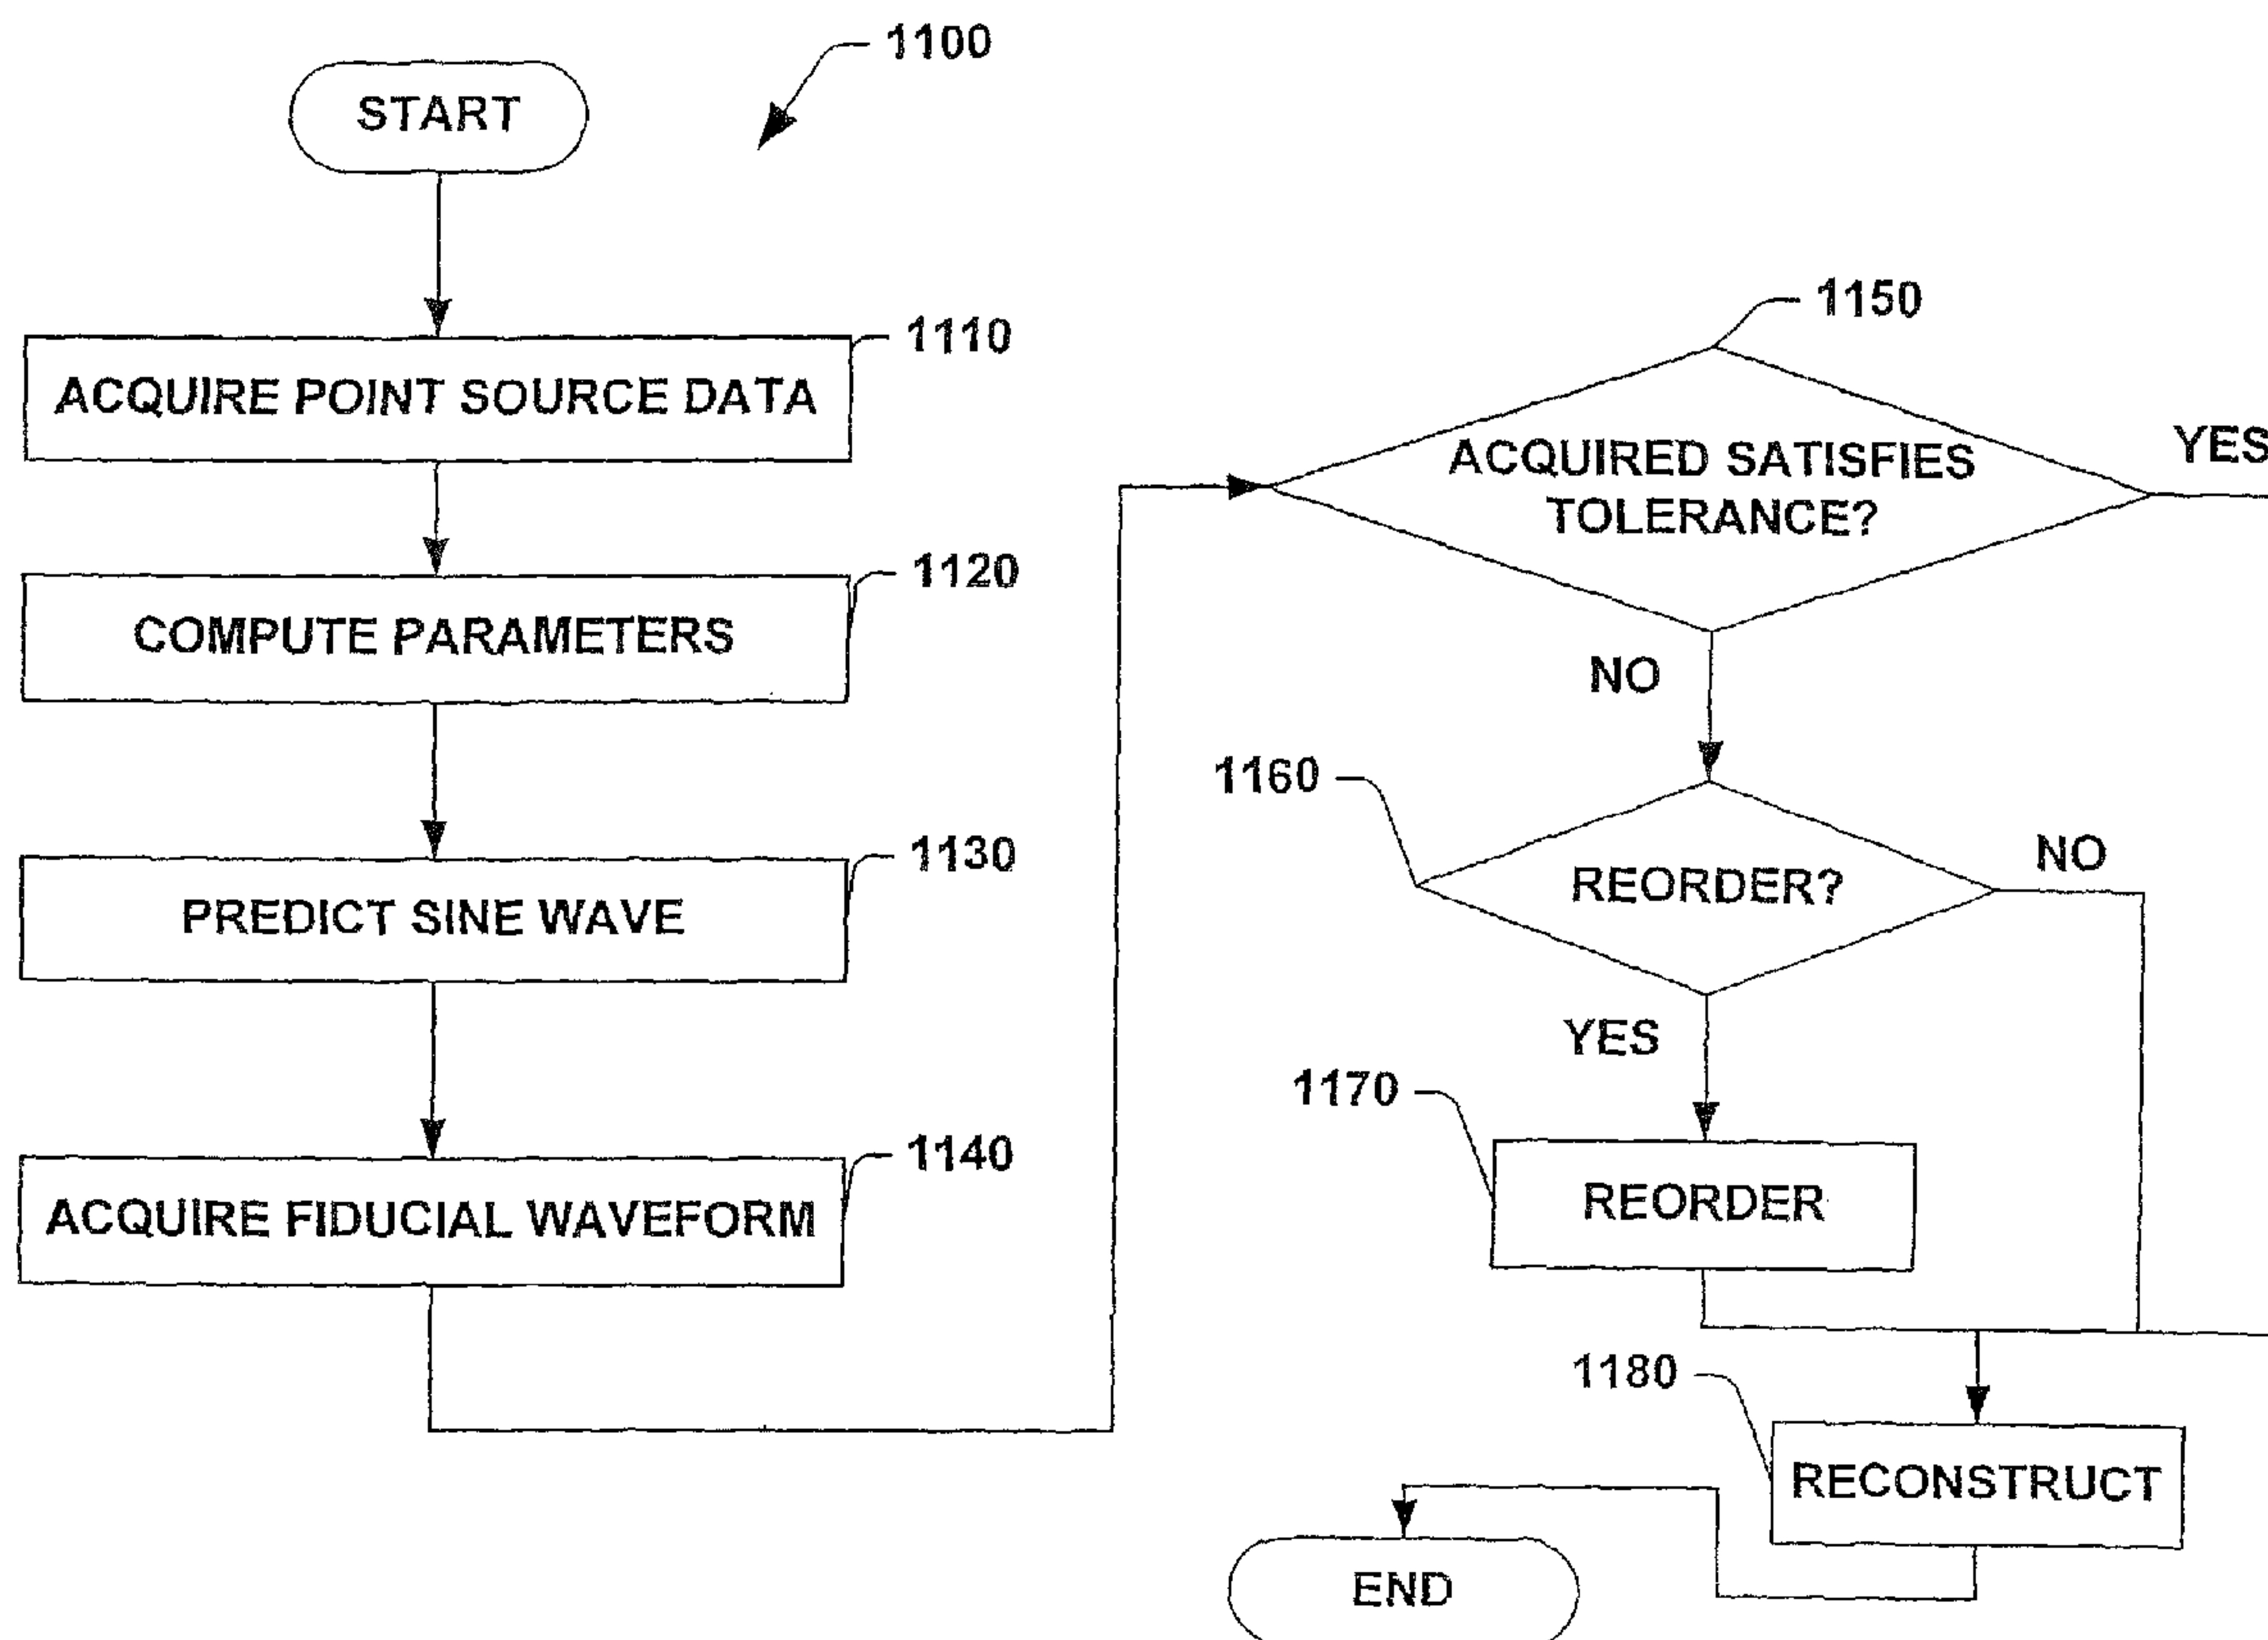 1100
START
1110
ACQUIRE POINT SOURCE DATA
1120
COMPUTE PARAMETERS
1130
PREDICT SINE WAVE
1140
ACQUIRE FIDUCIAL WAVEFORM
1150
ACQUIRED SATISFIES
TOLERANCE?
YES
NO
1160
REORDER?
NO
YES
1170
REORDER
1180
RECONSTRUCT
END